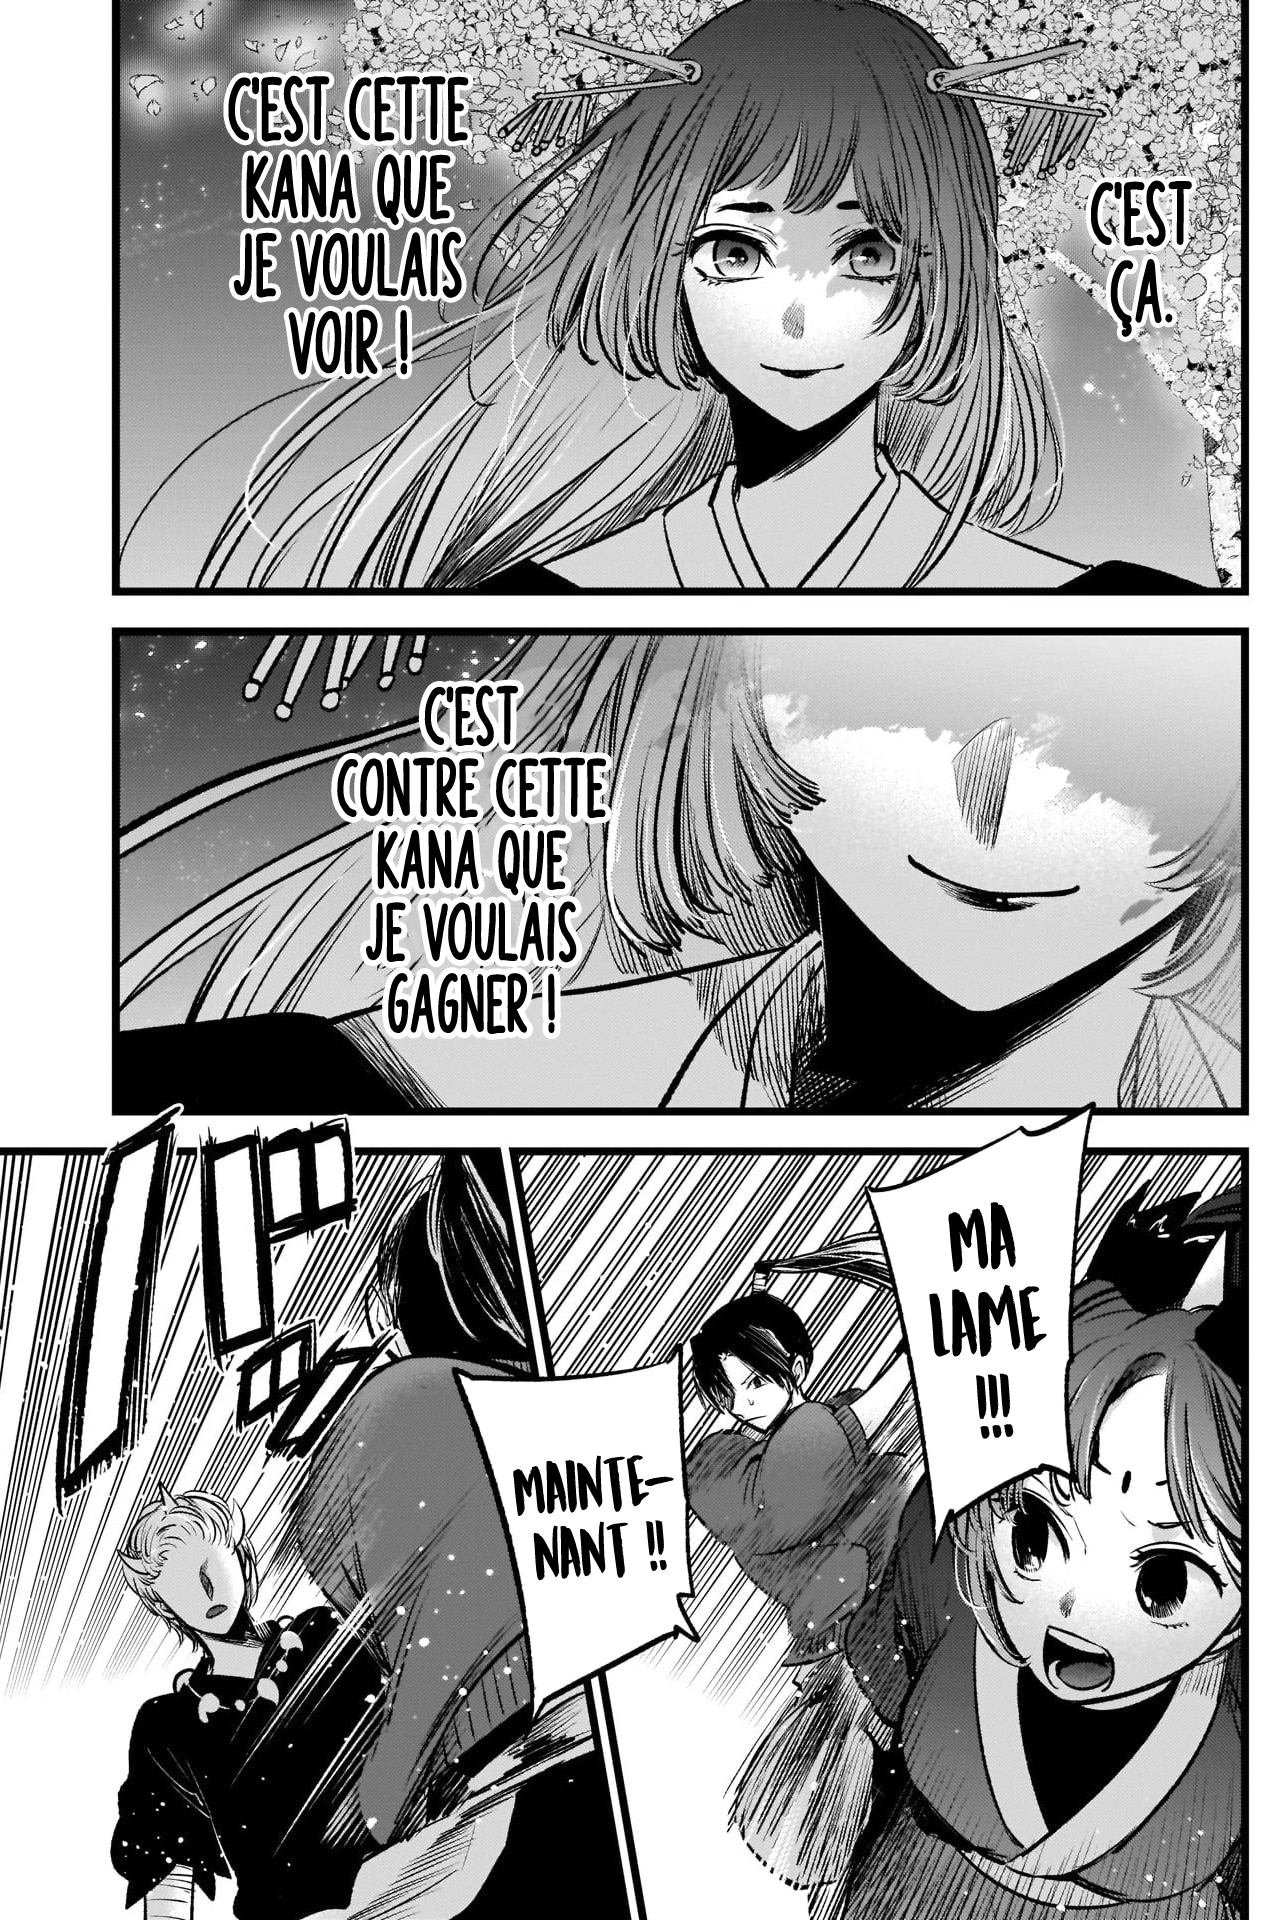 C'EST
ÇA.
C'EST CETTE
KANA QUE
JE VOULAIS
VOIR !
C'EST
CONTRE CETTE
KANA QUE
JE VOULAIS
GAGNER !
MA
LAME
!!!
MAINTE-
NANT !!